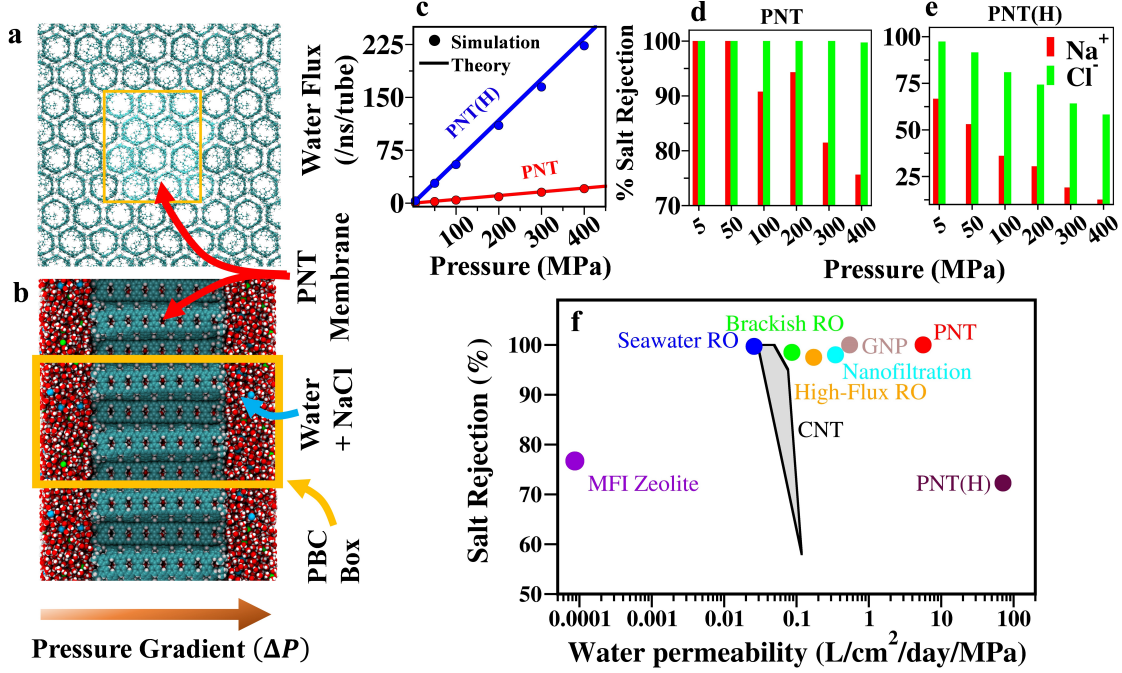 a
b
Pressure Gradient (ΔP)
PNT
Membrane
Water
+ NaCl
PBC
Box
c
Water Flux
(/ns/tube)
225
150
75
0
Simulation
Theory
PNT(H)
PNT
100 200 300 400
Pressure (MPa)
d
PNT
% Salt Rejection
100
90
80
70
5 50 100 200 300 400
e
PNT(H)
Na+
Cl-
100
75
50
25
5 50 100 200 300 400
Pressure (MPa)
f
Salt Rejection (%)
100
90
80
70
60
50
Seawater RO
Brackish RO
GNP
PNT
Nanofiltration
High-Flux RO
CNT
MFI Zeolite
PNT(H)
0.0001 0.001 0.01 0.1 1 10 100
Water permeability (L/cm2/day/MPa)